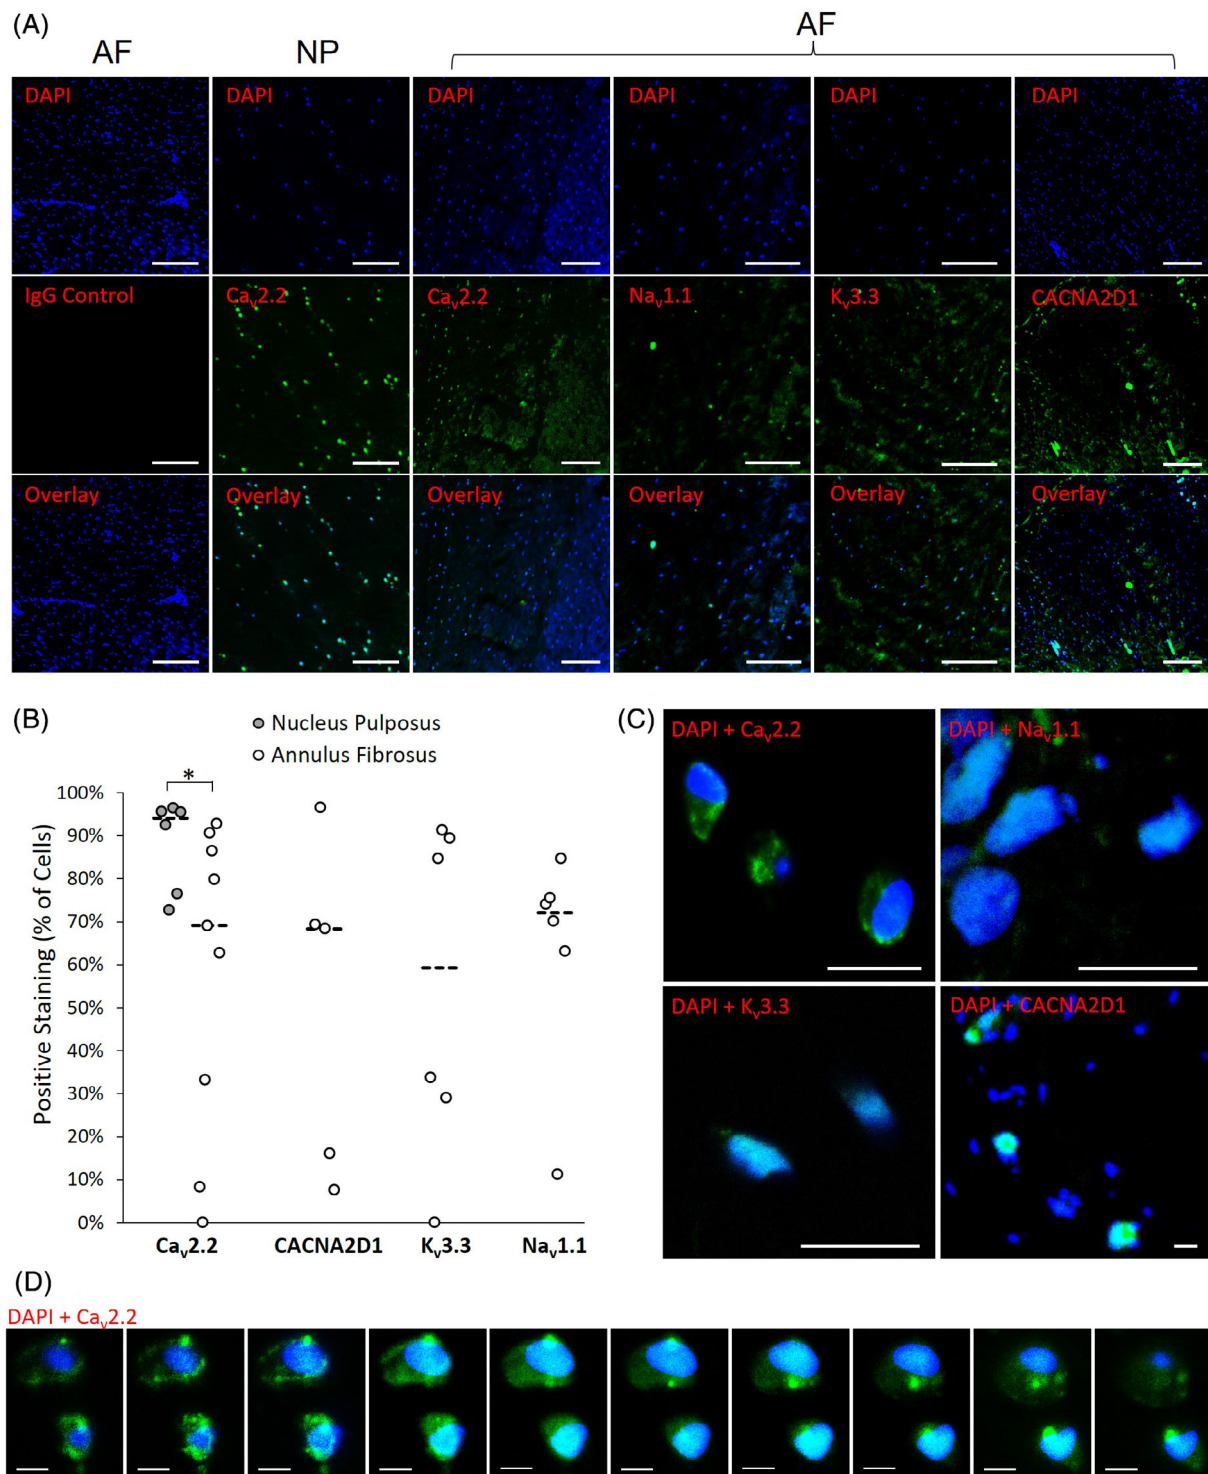 (A)
AF NP AF
DAPI DAPI DAPI DAPI DAPI DAPI
IgG Control Caᵥ2.2 Caᵥ2.2 Naᵥ1.1 Kᵥ3.3 CACNA2D1
Overlay Overlay Overlay Overlay Overlay Overlay
(B)
Nucleus Pulposus
Annulus Fibrosus
*
Positive Staining (% of Cells)
100%
90%
80%
70%
60%
50%
40%
30%
20%
10%
0%
Caᵥ2.2 CACNA2D1 Kᵥ3.3 Naᵥ1.1
(C)
DAPI + Caᵥ2.2 DAPI + Naᵥ1.1
DAPI + Kᵥ3.3 DAPI + CACNA2D1
(D)
DAPI + Caᵥ2.2